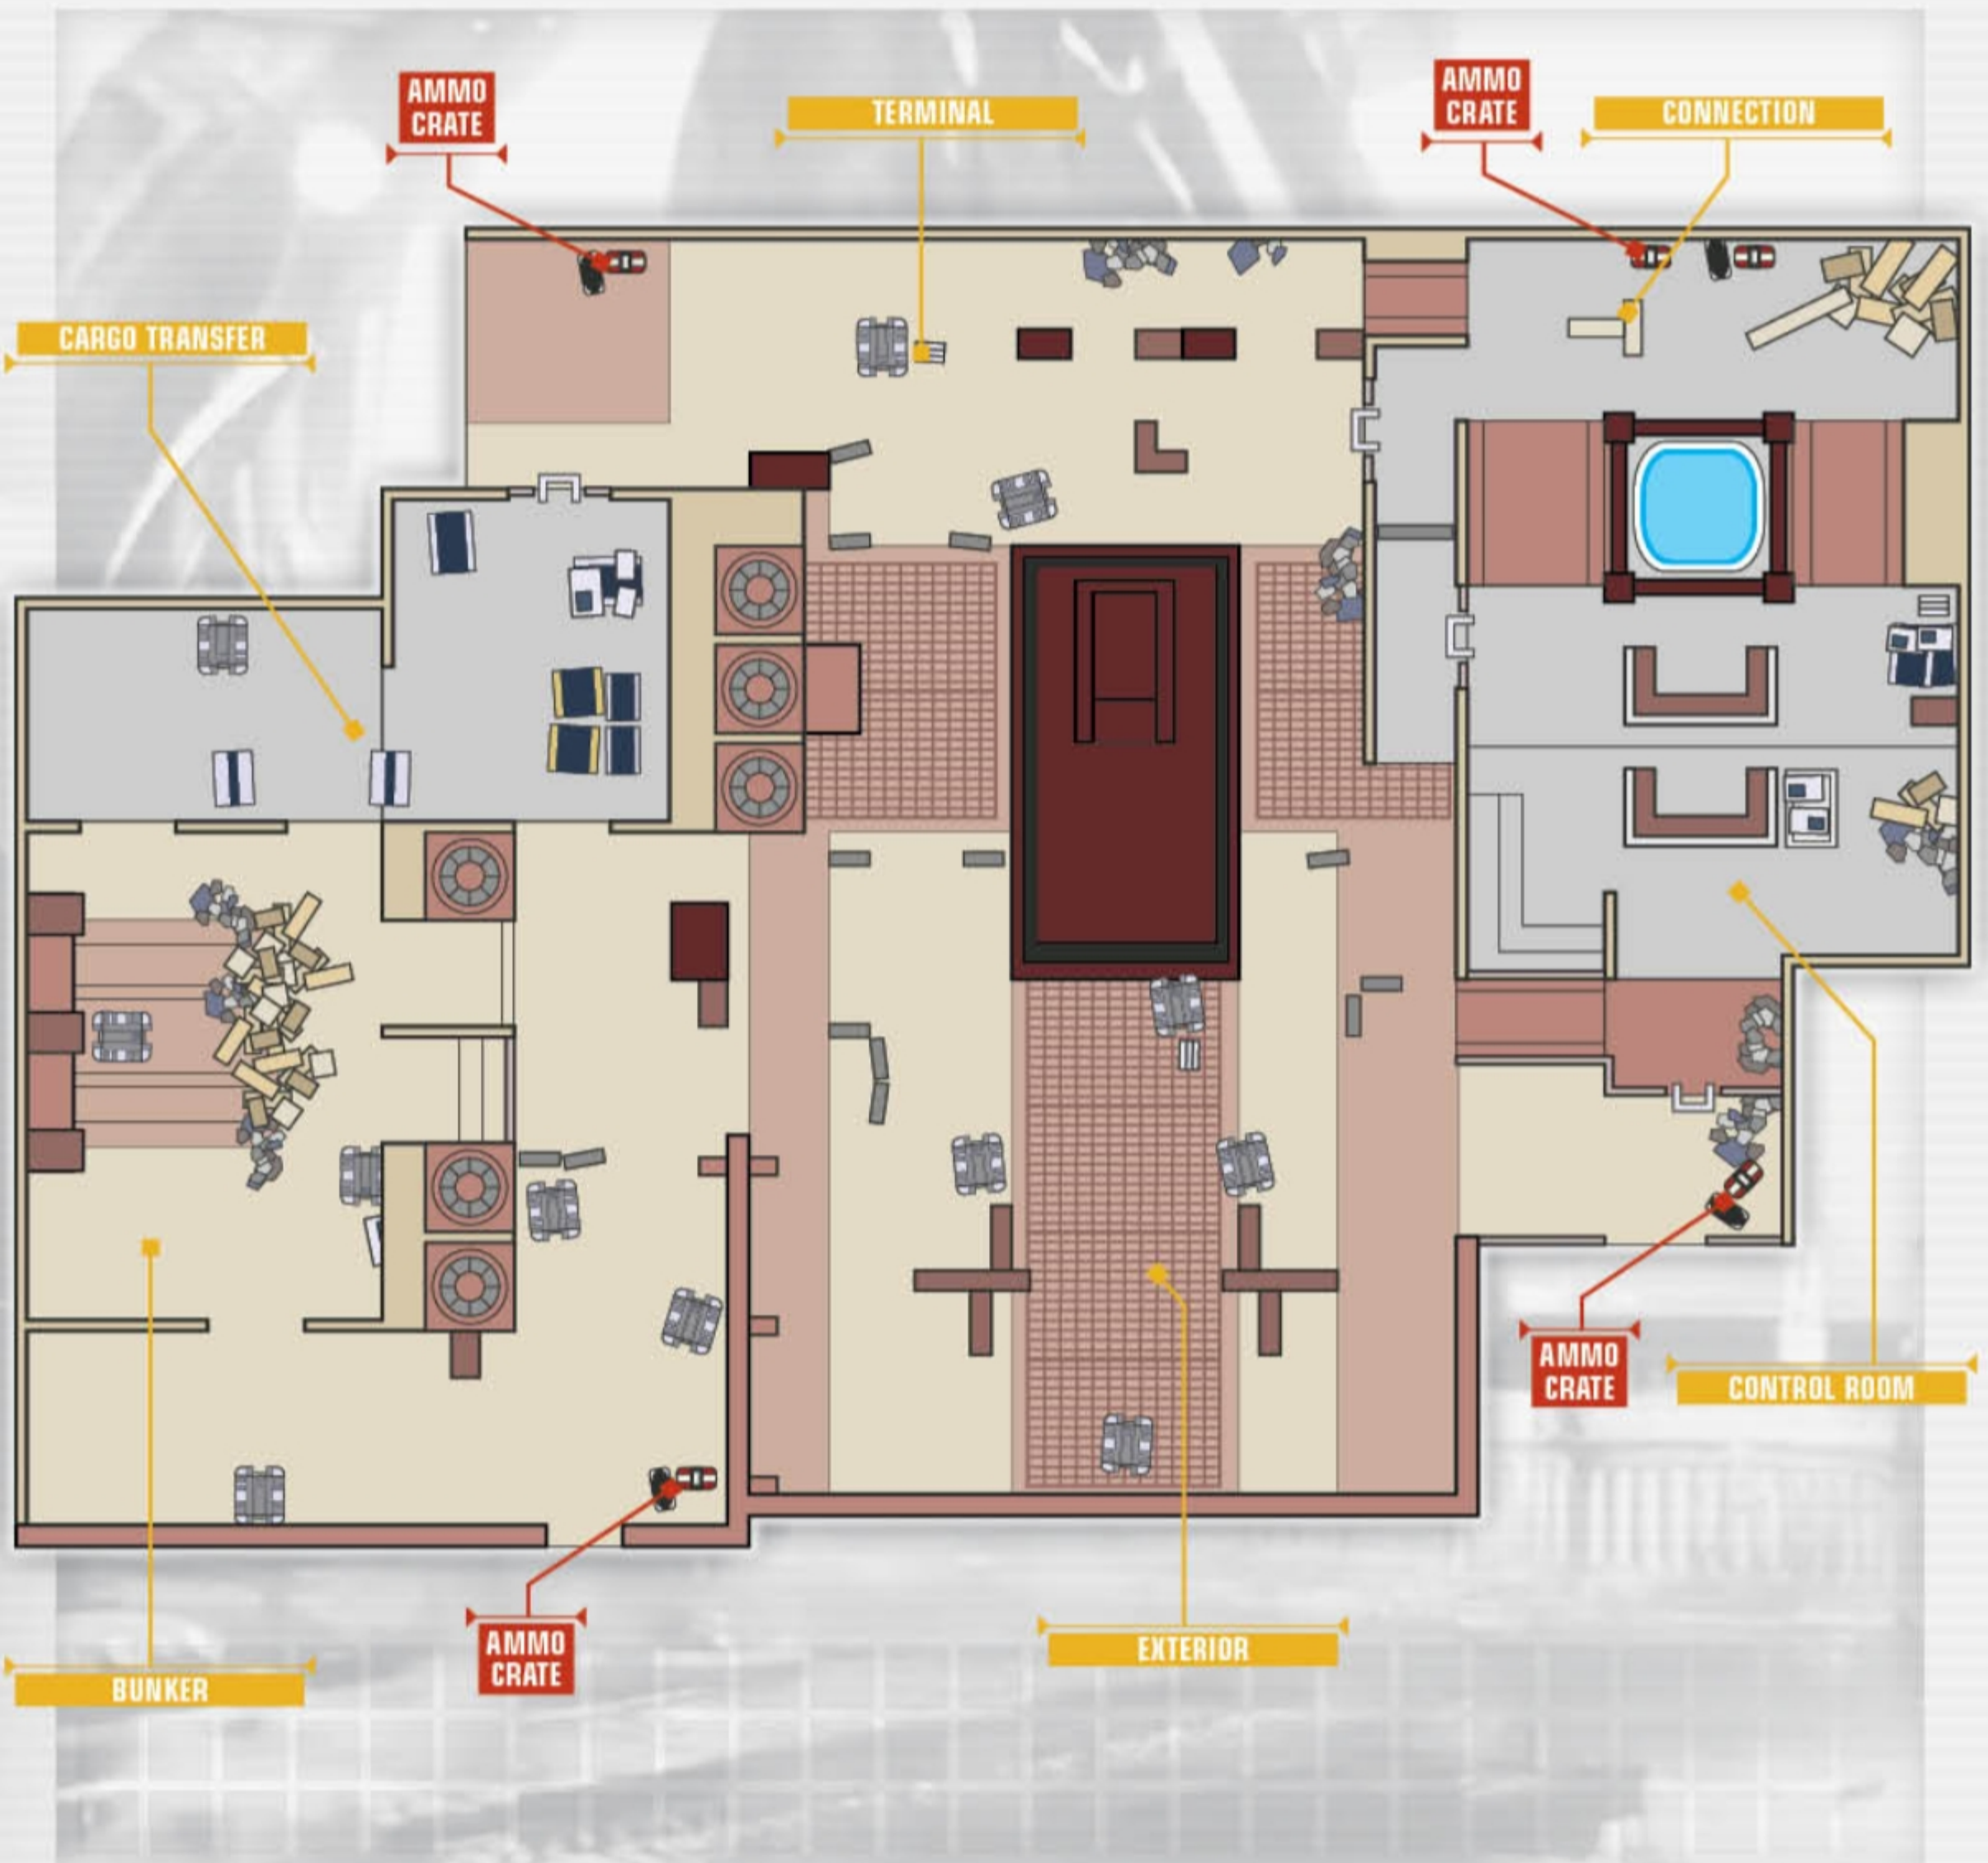 AMMO
CRATE
TERMINAL
AMMO
CRATE
CONNECTION
CARGO TRANSFER
AMMO
CRATE
CONTROL ROOM
AMMO
CRATE
EXTERIOR
BUNKER